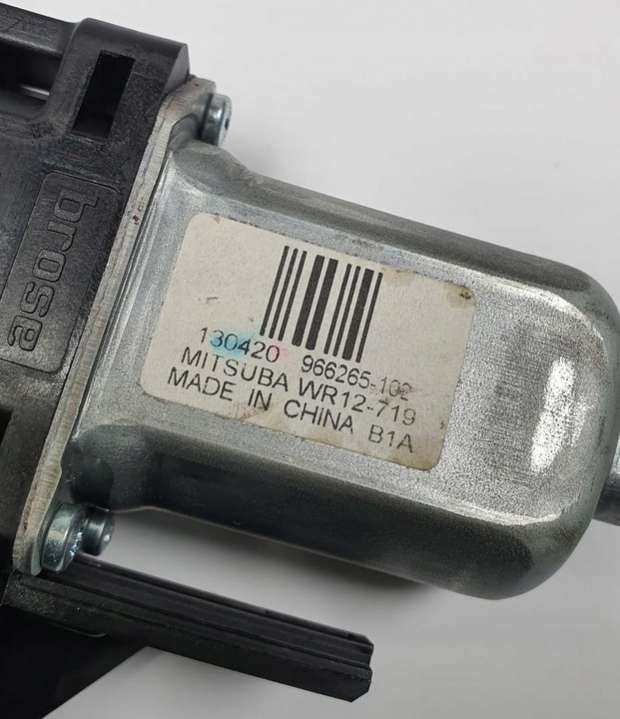 brose
130420 966265-102
MITSUBA WR12-719
MADE IN CHINA B1A